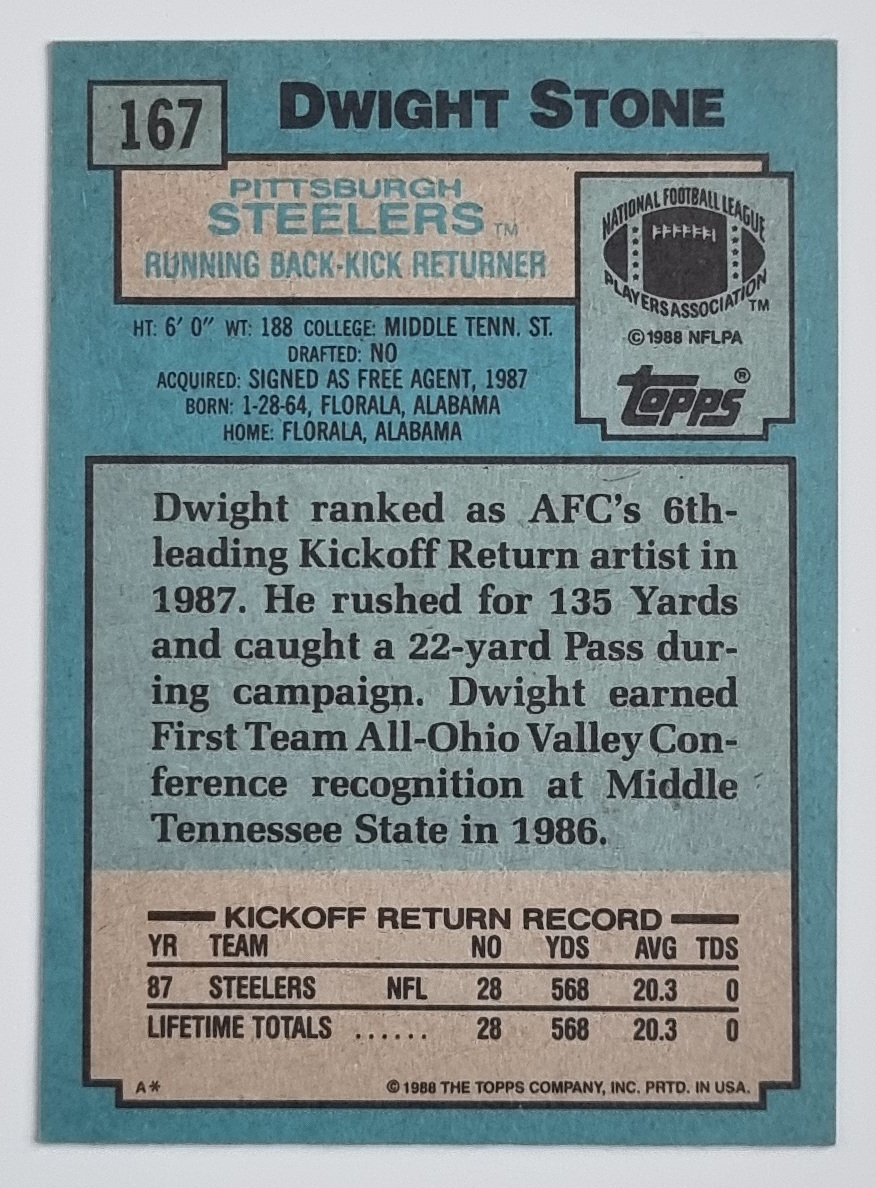 167
DWIGHT STONE
PITTSBURGH
STEELERS TM
RUNNING BACK-KICK RETURNER
NATIONAL FOOTBALL LEAGUE
PLAYERS ASSOCIATION TM
©1988 NFLPA
topps®
HT: 6' 0" WT: 188 COLLEGE: MIDDLE TENN. ST.
DRAFTED: NO
ACQUIRED: SIGNED AS FREE AGENT, 1987
BORN: 1-28-64, FLORALA, ALABAMA
HOME: FLORALA, ALABAMA
Dwight ranked as AFC's 6th-
leading Kickoff Return artist in
1987. He rushed for 135 Yards
and caught a 22-yard Pass dur-
ing campaign. Dwight earned
First Team All-Ohio Valley Con-
ference recognition at Middle
Tennessee State in 1986.
KICKOFF RETURN RECORD
YR TEAM NO YDS AVG TDS
87 STEELERS NFL 28 568 20.3 0
LIFETIME TOTALS ...... 28 568 20.3 0
A* ©1988 THE TOPPS COMPANY, INC. PRTD. IN USA.